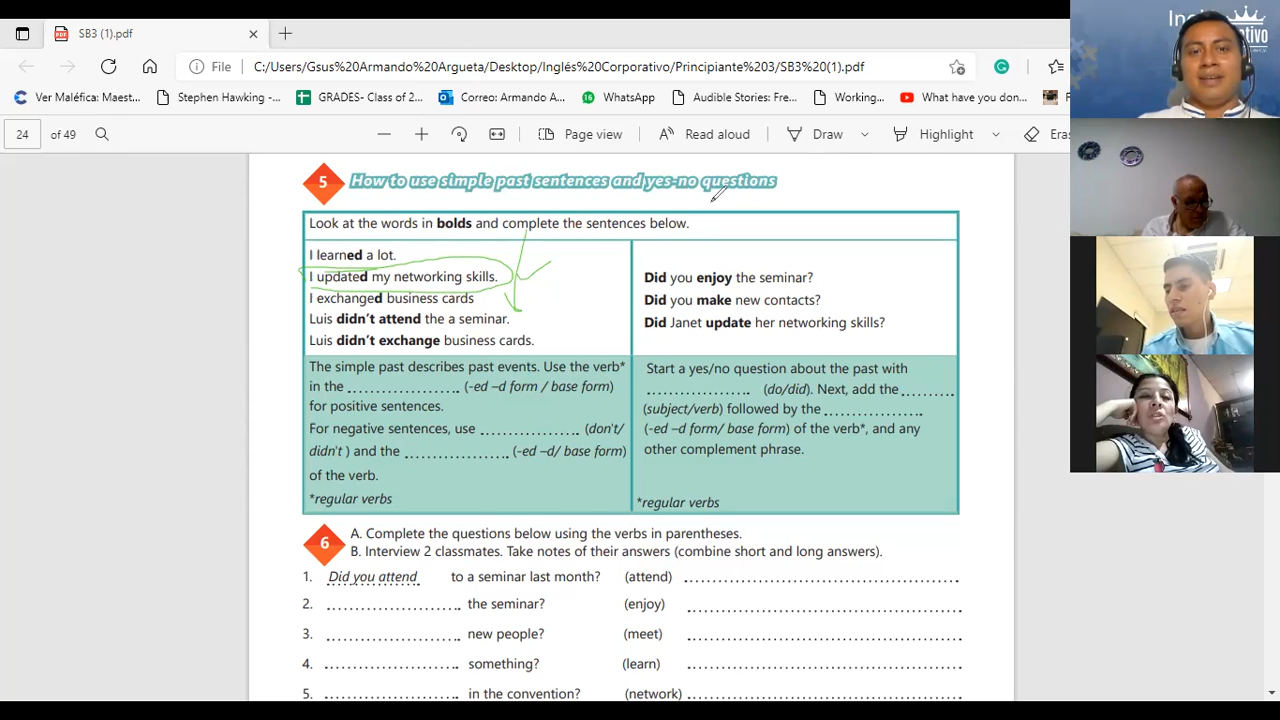 SB3 (1).pdf
File
C:/Users/Gsus%20Armando%20Argueta/Desktop/Inglés%20Corporativo/Principiante%203/SB3%20(1).pdf
Ver Maléfica: Maest...
Stephen Hawking -...
GRADES- Class of 2...
Correo: Armando A...
WhatsApp
Audible Stories: Fre...
Working...
What have you don...
24 of 49
Page view
Read aloud
Draw
Highlight
Eras
5 How to use simple past sentences and yes-no questions
Look at the words in bolds and complete the sentences below.
I learned a lot.
I updated my networking skills.
I exchanged business cards
Luis didn't attend the a seminar.
Luis didn't exchange business cards.
Did you enjoy the seminar?
Did you make new contacts?
Did Janet update her networking skills?
The simple past describes past events. Use the verb*
in the .................... (-ed –d form / base form)
for positive sentences.
For negative sentences, use .................. (don't/
didn't ) and the ................... (-ed –d/ base form)
of the verb.
*regular verbs
Start a yes/no question about the past with
................... (do/did). Next, add the ..........
(subject/verb) followed by the ..................
(-ed –d form/ base form) of the verb*, and any
other complement phrase.
*regular verbs
6 A. Complete the questions below using the verbs in parentheses.
B. Interview 2 classmates. Take notes of their answers (combine short and long answers).
1. Did you attend to a seminar last month? (attend) ..................................................
2. ........................ the seminar? (enjoy) ..................................................
3. ........................ new people? (meet) ..................................................
4. ........................ something? (learn) ..................................................
5. ........................ in the convention? (network) ..................................................